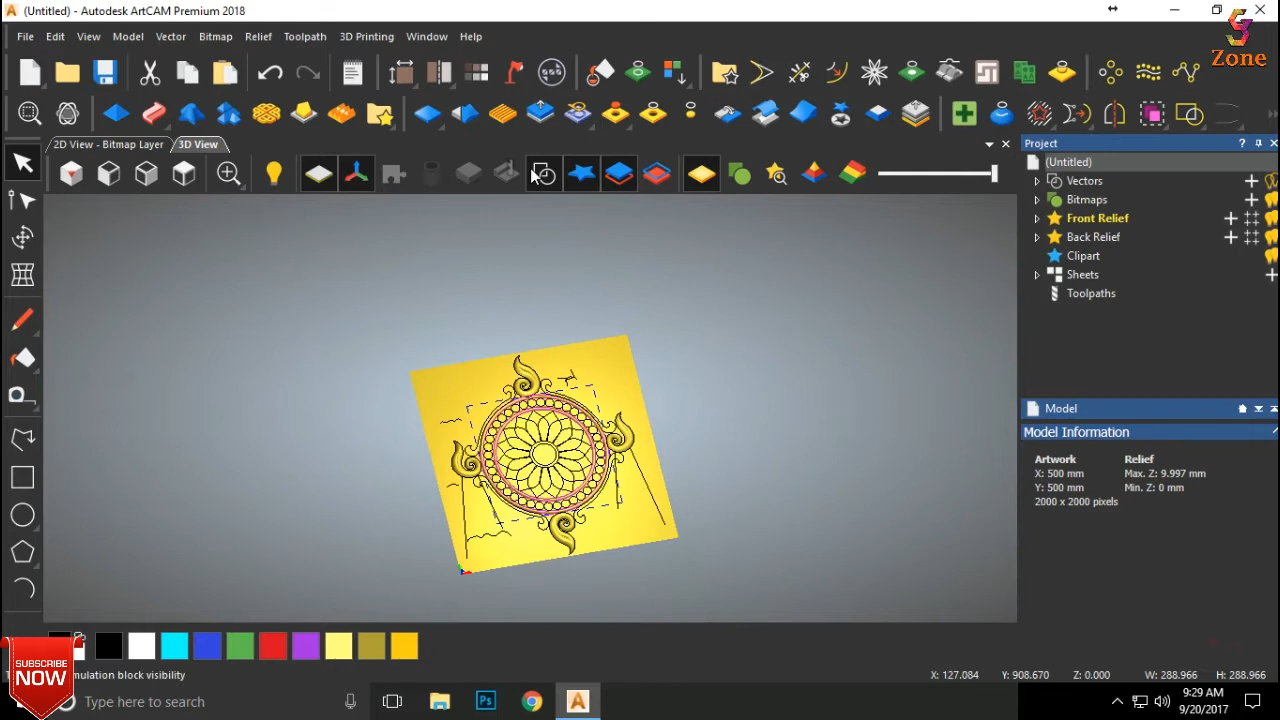 (Untitled) - Autodesk ArtCAM Premium 2018
Zone
File Edit View Model Vector Bitmap Relief Toolpath 3D Printing Window Help
2D View - Bitmap Layer 3D View
Project
(Untitled)
Vectors
Bitmaps
Front Relief
Back Relief
Clipart
Sheets
Toolpaths
Model
Model Information
Artwork Relief
X: 500 mm Max. Z: 9.997 mm
Y: 500 mm Min. Z: 0 mm
2000 x 2000 pixels
SUBSCRIBE
NOW
mulation block visibility
X: 127.084 Y: 908.670 Z: 0.000 W: 288.966 H: 288.966
Type here to search
Ps
9:29 AM
9/20/2017